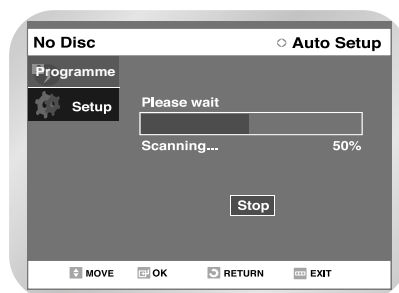 No Disc Auto Setup
Programme
Setup
Please wait
Scanning... 50%
Stop
MOVE OK RETURN EXIT